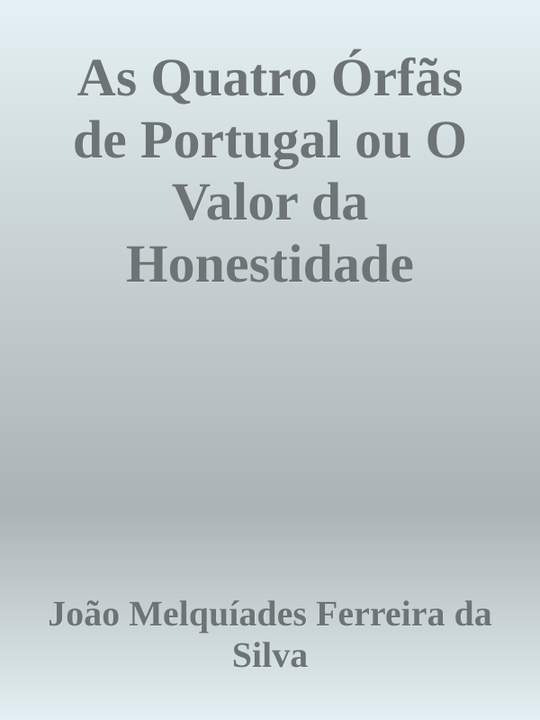 As Quatro Órfãs
de Portugal ou O
Valor da
Honestidade
João Melquíades Ferreira da
Silva